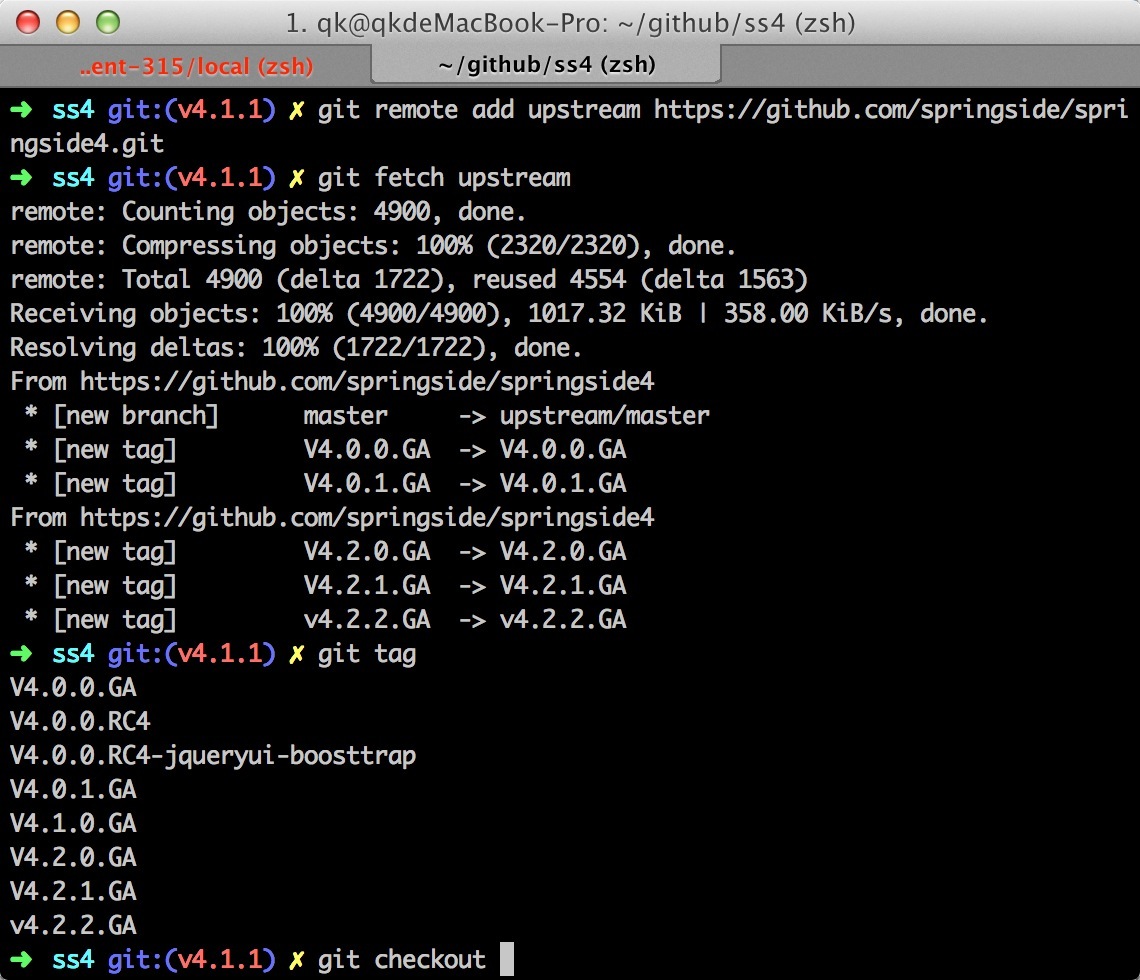 1. qk@qkdeMacBook-Pro: ~/github/ss4 (zsh)
..ent-315/local (zsh)
~/github/ss4 (zsh)
➜ ss4 git:(v4.1.1) ✗ git remote add upstream https://github.com/springside/spri
ngside4.git
➜ ss4 git:(v4.1.1) ✗ git fetch upstream
remote: Counting objects: 4900, done.
remote: Compressing objects: 100% (2320/2320), done.
remote: Total 4900 (delta 1722), reused 4554 (delta 1563)
Receiving objects: 100% (4900/4900), 1017.32 KiB | 358.00 KiB/s, done.
Resolving deltas: 100% (1722/1722), done.
From https://github.com/springside/springside4
 * [new branch]      master     -> upstream/master
 * [new tag]         V4.0.0.GA  -> V4.0.0.GA
 * [new tag]         V4.0.1.GA  -> V4.0.1.GA
From https://github.com/springside/springside4
 * [new tag]         V4.2.0.GA  -> V4.2.0.GA
 * [new tag]         V4.2.1.GA  -> V4.2.1.GA
 * [new tag]         v4.2.2.GA  -> v4.2.2.GA
➜ ss4 git:(v4.1.1) ✗ git tag
V4.0.0.GA
V4.0.0.RC4
V4.0.0.RC4-jqueryui-boosttrap
V4.0.1.GA
V4.1.0.GA
V4.2.0.GA
V4.2.1.GA
v4.2.2.GA
➜ ss4 git:(v4.1.1) ✗ git checkout